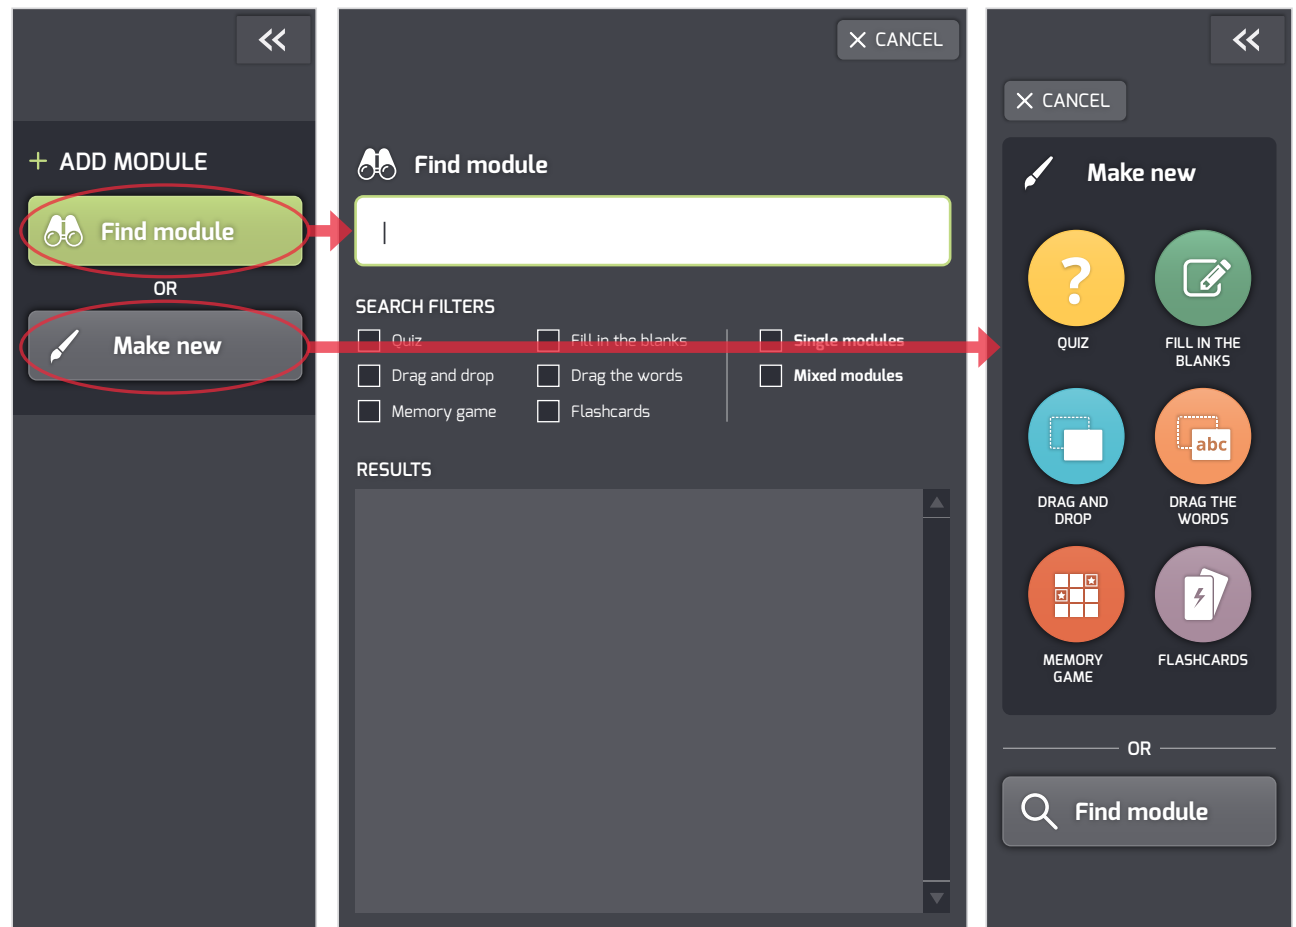 ADD MODULE
Find module
OR
Make new
CANCEL
Find module
SEARCH FILTERS
Quiz
Fill in the blanks
Single modules
Drag and drop
Drag the words
Mixed modules
Memory game
Flashcards
RESULTS
CANCEL
Make new
?
QUIZ
FILL IN THE
BLANKS
abc
DRAG AND
DROP
DRAG THE
WORDS
MEMORY
GAME
FLASHCARDS
OR
Find module